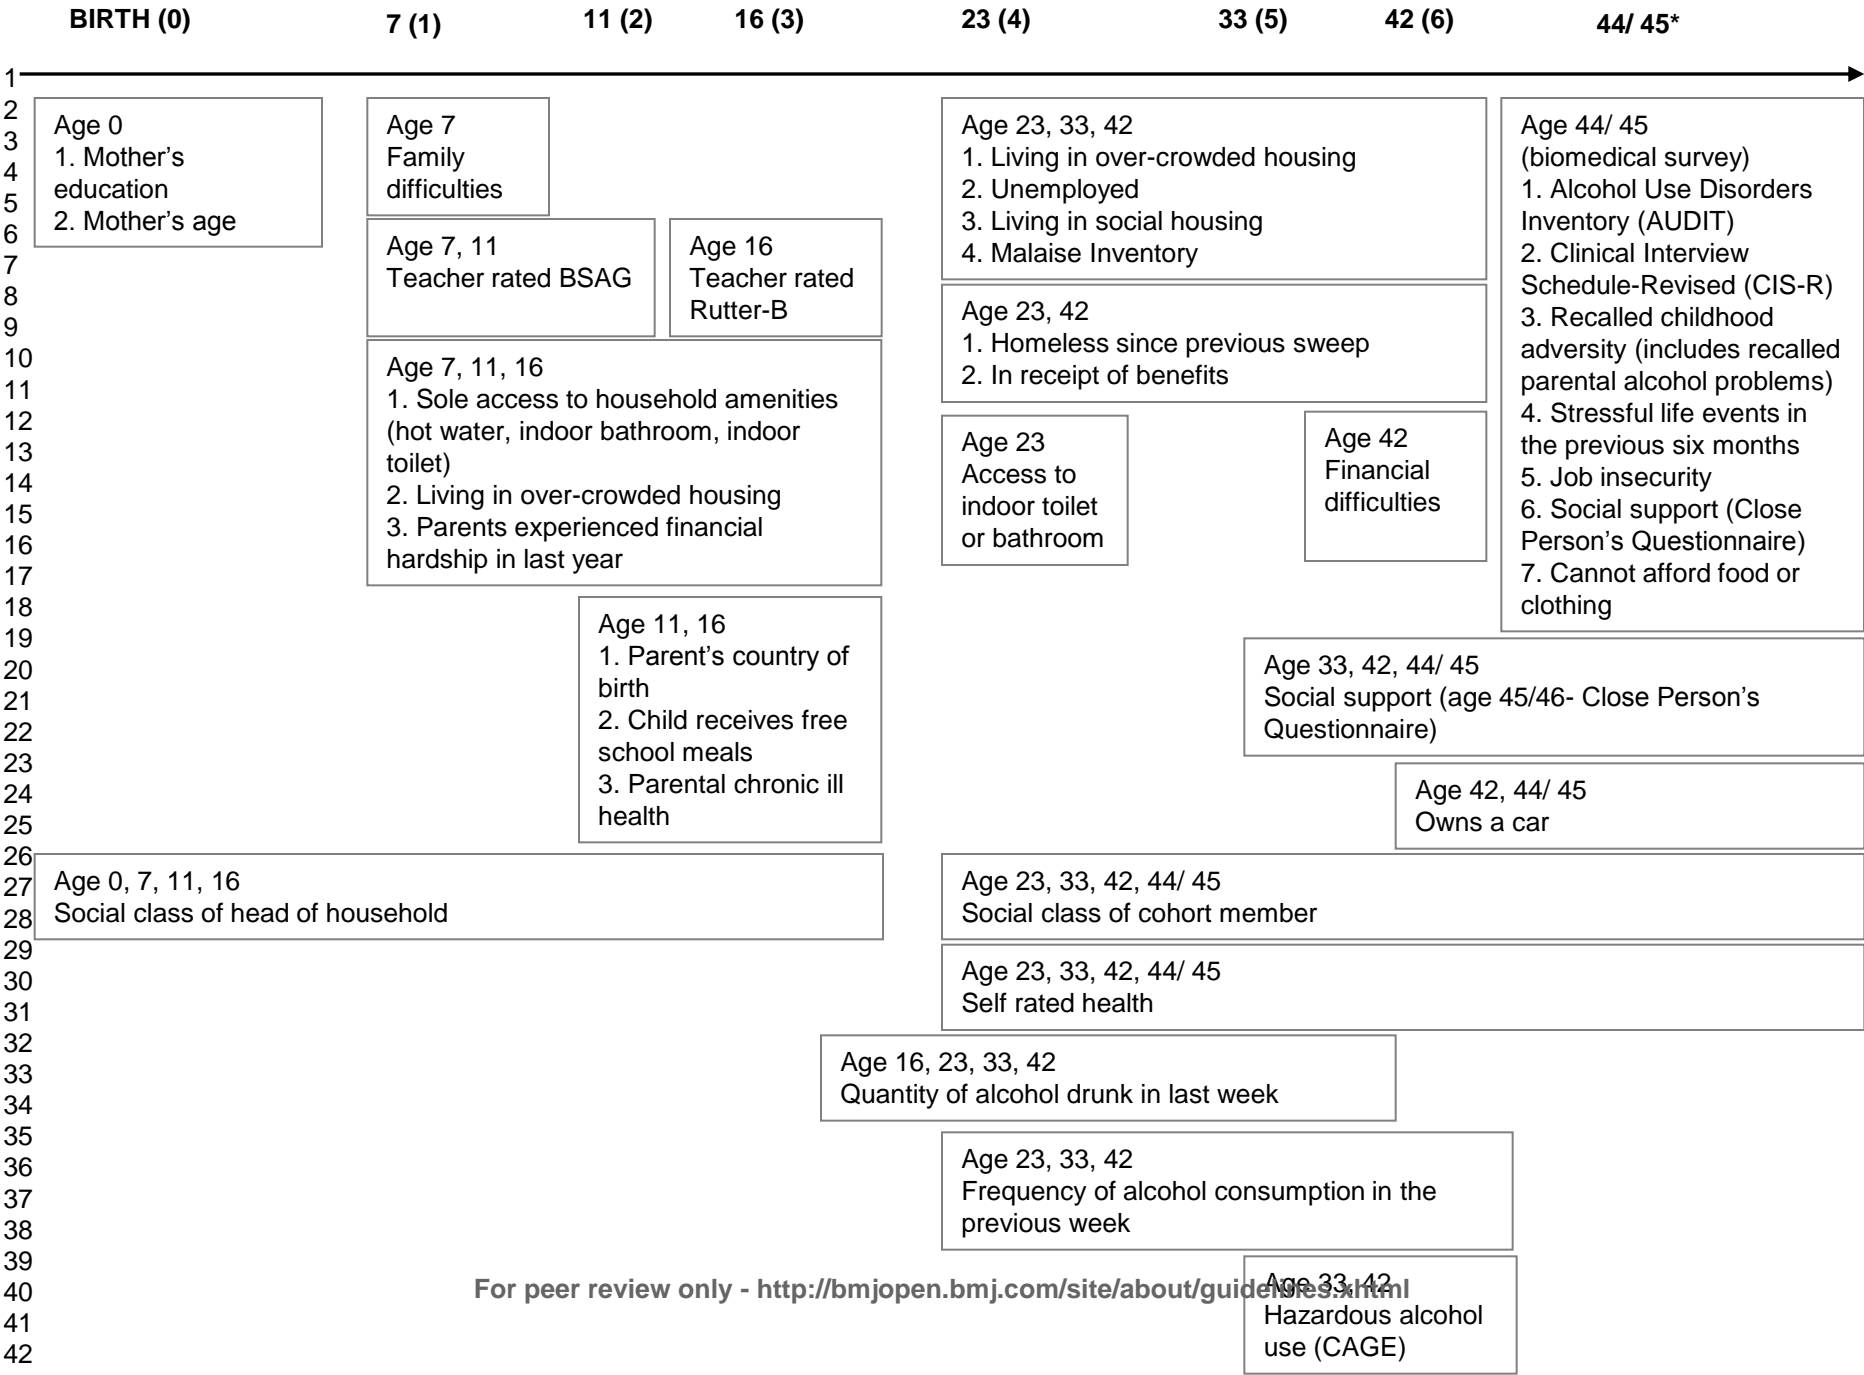 BIRTH (0)
7 (1)
11 (2)
16 (3)
23 (4)
33 (5)
42 (6)
44/ 45*
1
2
3
4
5
6
7
8
9
10
11
12
13
14
15
16
17
18
19
20
21
22
23
24
25
26
27
28
29
30
31
32
33
34
35
36
37
38
39
40
41
42
Age 0
1. Mother's
education
2. Mother's age
Age 7
Family
difficulties
Age 7, 11
Teacher rated BSAG
Age 16
Teacher rated
Rutter-B
Age 7, 11, 16
1. Sole access to household amenities
(hot water, indoor bathroom, indoor
toilet)
2. Living in over-crowded housing
3. Parents experienced financial
hardship in last year
Age 11, 16
1. Parent's country of
birth
2. Child receives free
school meals
3. Parental chronic ill
health
Age 0, 7, 11, 16
Social class of head of household
Age 23, 33, 42
1. Living in over-crowded housing
2. Unemployed
3. Living in social housing
4. Malaise Inventory
Age 23, 42
1. Homeless since previous sweep
2. In receipt of benefits
Age 23
Access to
indoor toilet
or bathroom
Age 42
Financial
difficulties
Age 44/ 45
(biomedical survey)
1. Alcohol Use Disorders
Inventory (AUDIT)
2. Clinical Interview
Schedule-Revised (CIS-R)
3. Recalled childhood
adversity (includes recalled
parental alcohol problems)
4. Stressful life events in
the previous six months
5. Job insecurity
6. Social support (Close
Person's Questionnaire)
7. Cannot afford food or
clothing
Age 33, 42, 44/ 45
Social support (age 45/46- Close Person's
Questionnaire)
Age 42, 44/ 45
Owns a car
Age 23, 33, 42, 44/ 45
Social class of cohort member
Age 23, 33, 42, 44/ 45
Self rated health
Age 16, 23, 33, 42
Quantity of alcohol drunk in last week
Age 23, 33, 42
Frequency of alcohol consumption in the
previous week
Age 33, 42
Hazardous alcohol
use (CAGE)
For peer review only - http://bmjopen.bmj.com/site/about/guidelines.xhtml